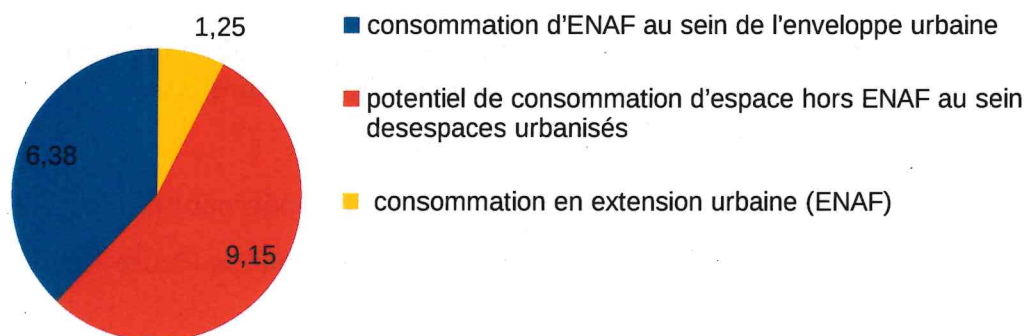 1,25
6,38
9,15
consommation d'ENAF au sein de l'enveloppe urbaine
potentiel de consommation d'espace hors ENAF au sein
desespaces urbanisés
consommation en extension urbaine (ENAF)